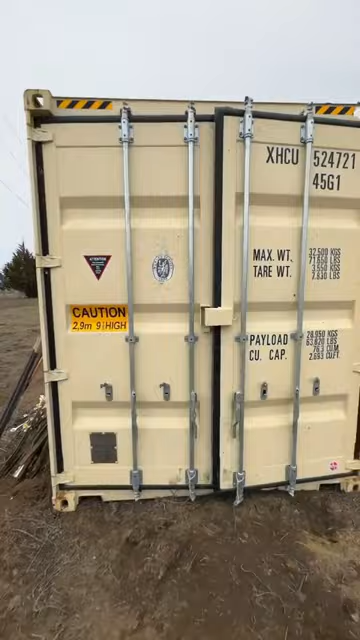 XHCU 524721
45G1
MAX. WT. 32,500 KGS
71,650 LBS
TARE WT. 3,550 KGS
7,830 LBS
CAUTION
2.9m 9'6 HIGH
PAYLOAD 28,950 KGS
63,820 LBS
CU. CAP. 76.3 CU.M.
2,693 CU.FT.